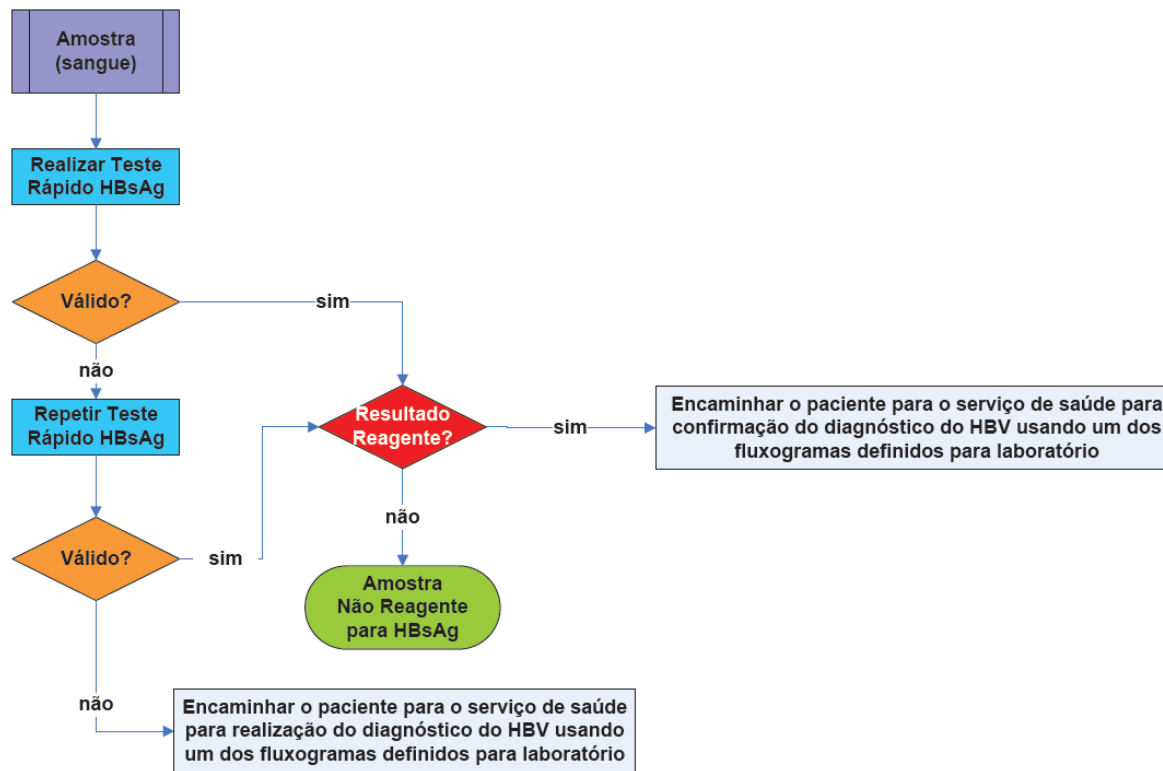 Amostra
(sangue)
Realizar Teste
Rápido HBsAg
Válido?
sim
não
Repetir Teste
Rápido HBsAg
Resultado
Reagente?
sim
Encaminhar o paciente para o serviço de saúde para
confirmação do diagnóstico do HBV usando um dos
fluxogramas definidos para laboratório
não
Válido?
sim
Amostra
Não Reagente
para HBsAg
não
Encaminhar o paciente para o serviço de saúde
para realização do diagnóstico do HBV usando
um dos fluxogramas definidos para laboratório